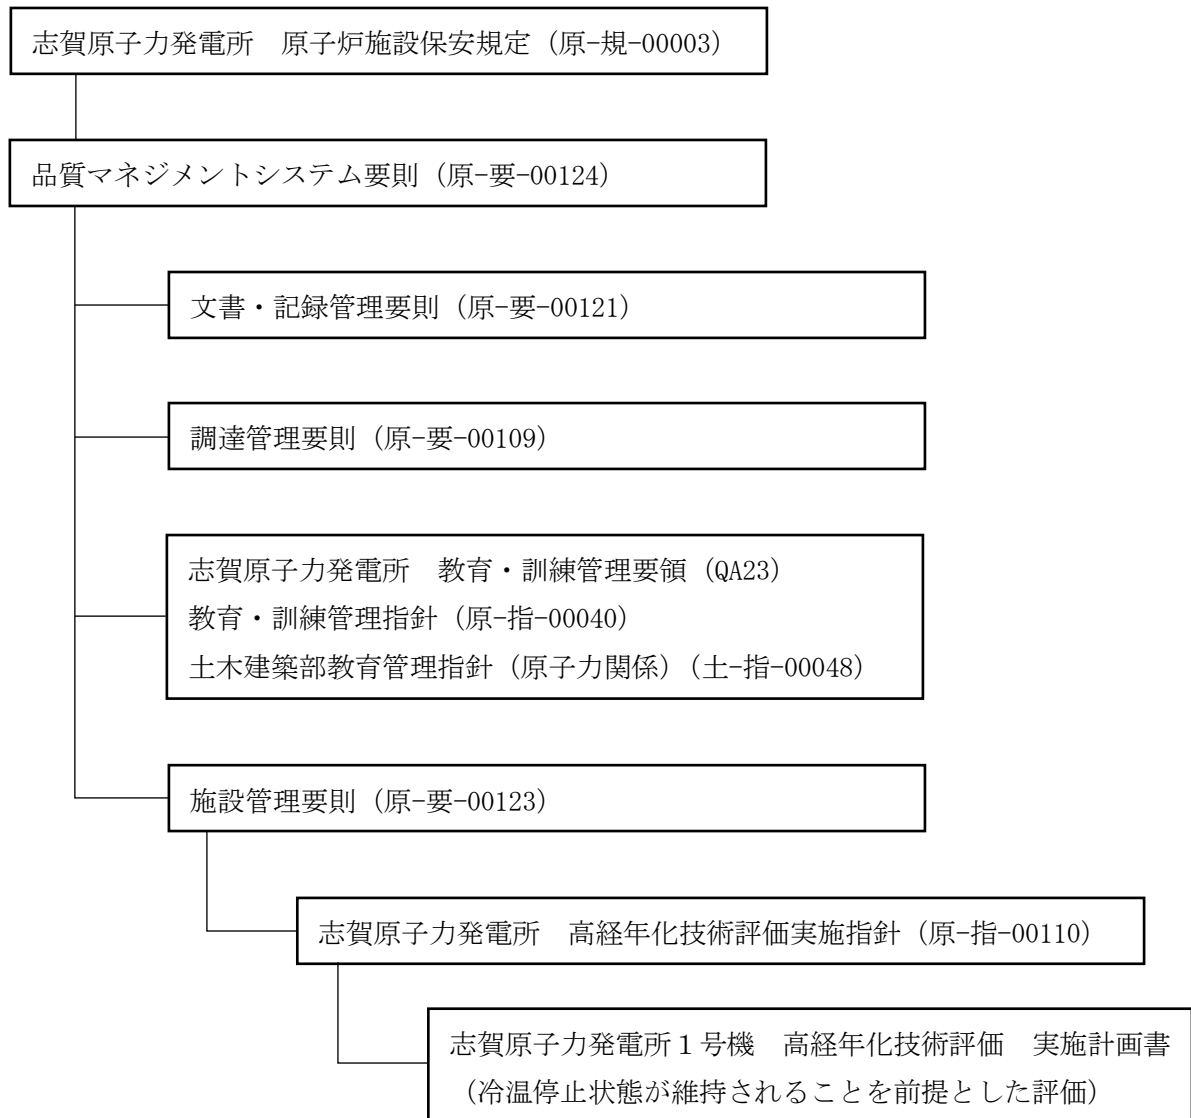 志賀原子力発電所　原子炉施設保安規定（原-規-00003）
品質マネジメントシステム要則（原-要-00124）
文書・記録管理要則（原-要-00121）
調達管理要則（原-要-00109）
志賀原子力発電所　教育・訓練管理要領（QA23）
教育・訓練管理指針（原-指-00040）
土木建築部教育管理指針（原子力関係）（土-指-00048）
施設管理要則（原-要-00123）
志賀原子力発電所　高経年化技術評価実施指針（原-指-00110）
志賀原子力発電所１号機　高経年化技術評価　実施計画書
（冷温停止状態が維持されることを前提とした評価）